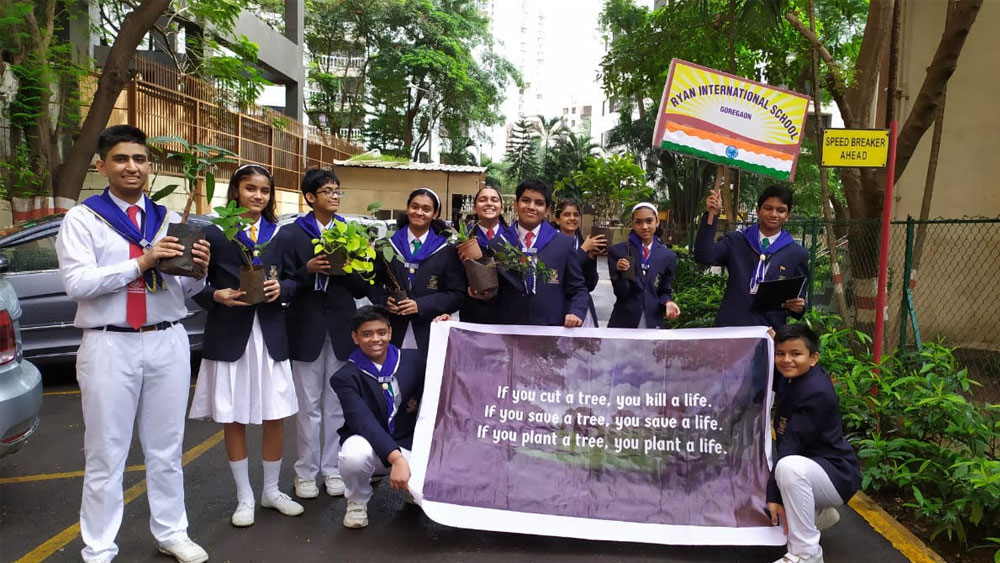 RYAN INTERNATIONAL SCHOOL
GOREGAON
SPEED BREAKER
AHEAD
If you cut a tree, you kill a life.
If you save a tree, you save a life.
If you plant a tree, you plant a life.